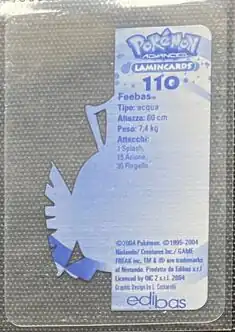 POKéMON
ADVANCED
LAMINCARDS
110
Feebas
Tipo: acqua
Altezza: 60 cm
Peso: 7,4 kg
Attacchi:
1 Splash,
15 Azione,
30 Flagello
©2004 Pokémon. ©1995-2004
Nintendo/ Creatures Inc./ GAME
FREAK inc. TM & ® are trademarks
of Nintendo. Prodotto da Edibas s.r.l
Licensed by GIC 2 s.r.l. 2004
Graphic Design by L.
edibas